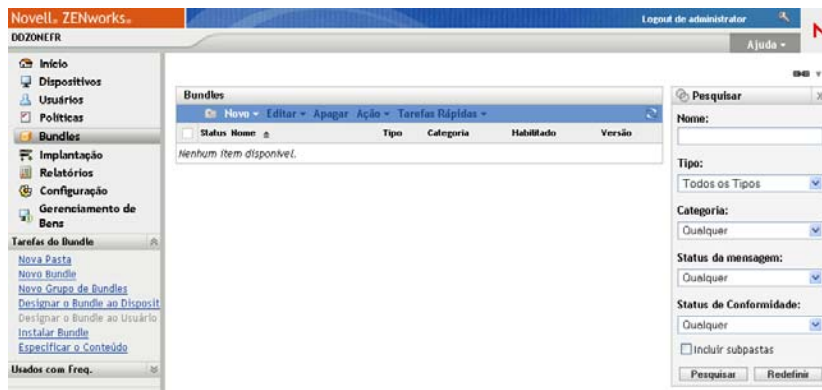 Novell® ZENworks®
Logout de administrator
DDZONEFR
Ajuda
Início
Dispositivos
Usuários
Políticas
Bundles
Implantação
Relatórios
Configuração
Gerenciamento de
Bens
Tarefas do Bundle
Nova Pasta
Novo Bundle
Novo Grupo de Bundles
Designar o Bundle ao Disposit
Designar o Bundle ao Usuário
Instalar Bundle
Especificar o Conteúdo
Usados com Freq.
Bundles
Novo Editar Apagar Ação Tarefas Rápidas
Status Nome Tipo Categoria Habilitado Versão
Nenhum item disponível.
Pesquisar
Nome:
Tipo:
Todos os Tipos
Categoria:
Qualquer
Status da mensagem:
Qualquer
Status de Conformidade:
Qualquer
Incluir subpastas
Pesquisar Redefinir